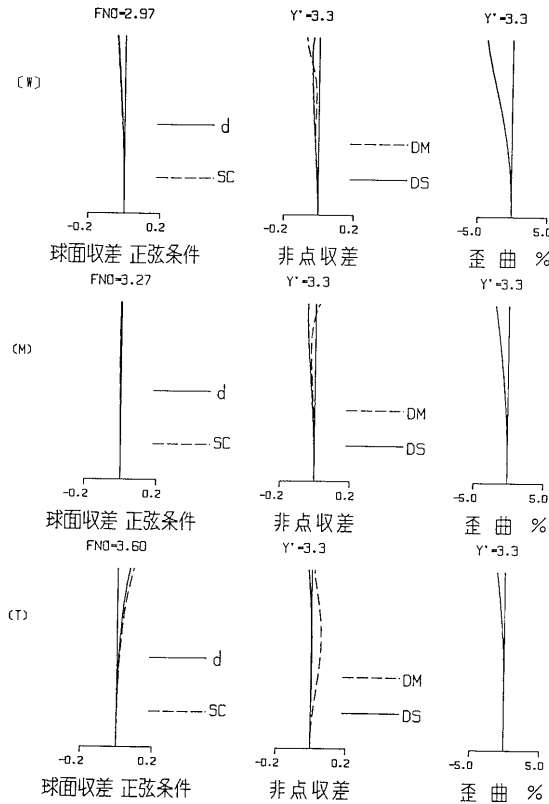 FNO=2.97 Y'=3.3 Y'=3.3
(W)
d
SC
DM
DS
-0.2 0.2 -0.2 0.2 -5.0 5.0
球面収差 正弦条件 非点収差 歪曲 %
FNO=3.27 Y'=3.3 Y'=3.3
(M)
d
SC
DM
DS
-0.2 0.2 -0.2 0.2 -5.0 5.0
球面収差 正弦条件 非点収差 歪曲 %
FNO=3.60 Y'=3.3 Y'=3.3
(T)
d
SC
DM
DS
-0.2 0.2 -0.2 0.2 -5.0 5.0
球面収差 正弦条件 非点収差 歪曲 %